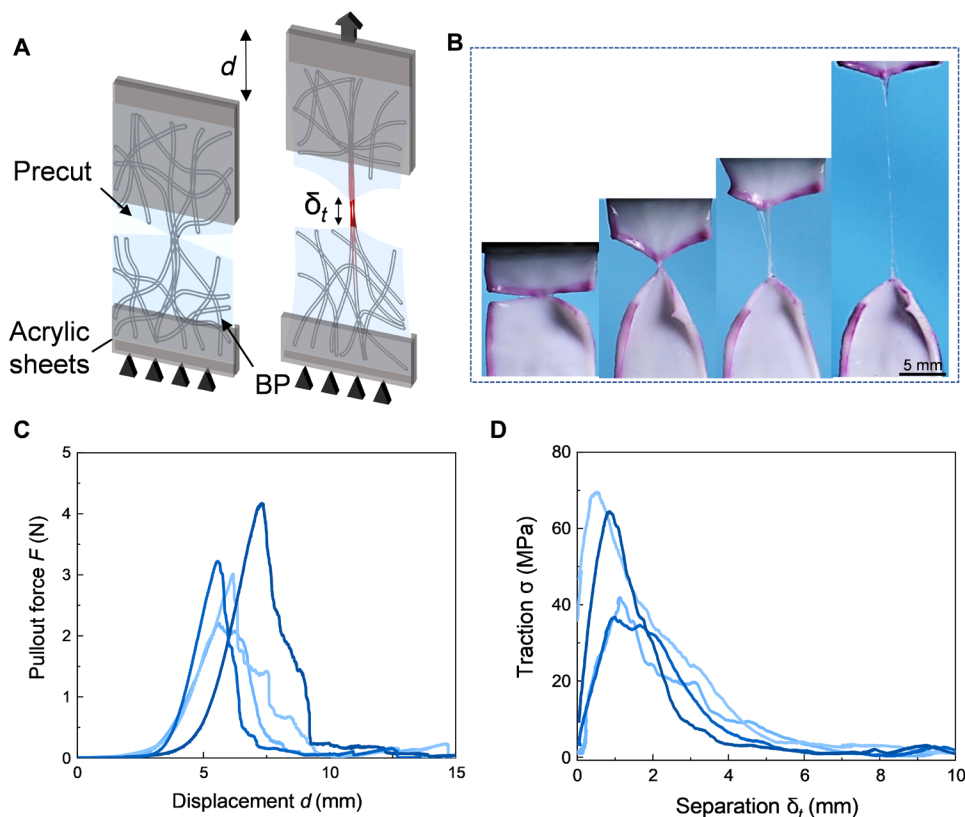 A
d
Precut
δt
Acrylic
sheets
BP
B
5 mm
C
Pullout force F (N)
5
4
3
2
1
0
0 5 10 15
Displacement d (mm)
D
Traction σ (MPa)
80
60
40
20
0
0 2 4 6 8 10
Separation δt (mm)